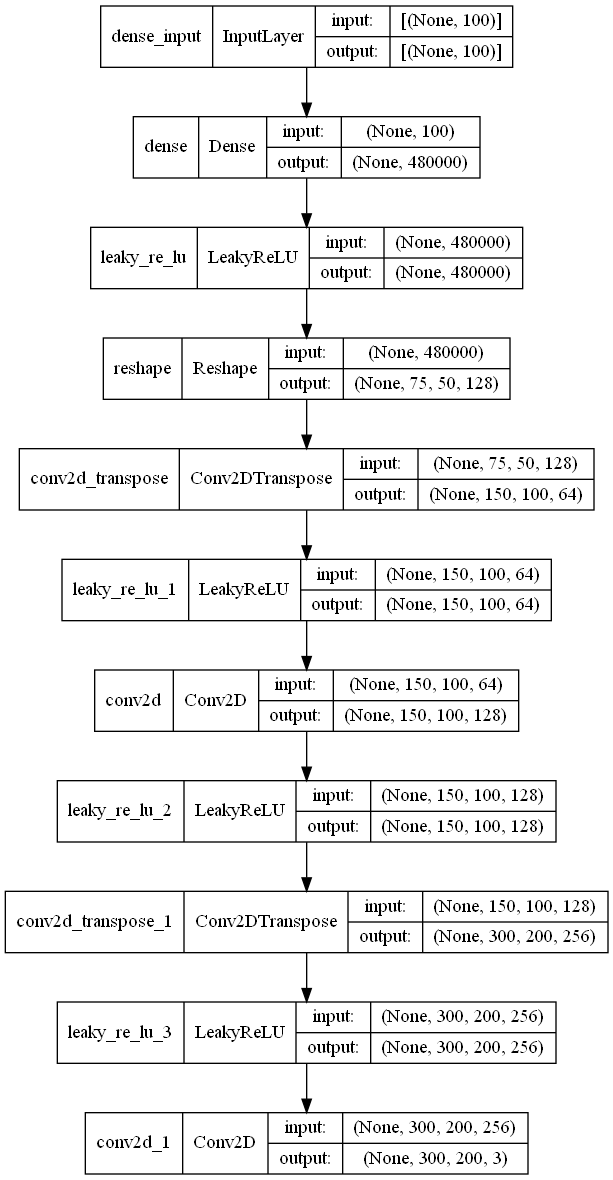 dense_input InputLayer input: [(None, 100)]
output: [(None, 100)]
dense Dense input: (None, 100)
output: (None, 480000)
leaky_re_lu LeakyReLU input: (None, 480000)
output: (None, 480000)
reshape Reshape input: (None, 480000)
output: (None, 75, 50, 128)
conv2d_transpose Conv2DTranspose input: (None, 75, 50, 128)
output: (None, 150, 100, 64)
leaky_re_lu_1 LeakyReLU input: (None, 150, 100, 64)
output: (None, 150, 100, 64)
conv2d Conv2D input: (None, 150, 100, 64)
output: (None, 150, 100, 128)
leaky_re_lu_2 LeakyReLU input: (None, 150, 100, 128)
output: (None, 150, 100, 128)
conv2d_transpose_1 Conv2DTranspose input: (None, 150, 100, 128)
output: (None, 300, 200, 256)
leaky_re_lu_3 LeakyReLU input: (None, 300, 200, 256)
output: (None, 300, 200, 256)
conv2d_1 Conv2D input: (None, 300, 200, 256)
output: (None, 300, 200, 3)